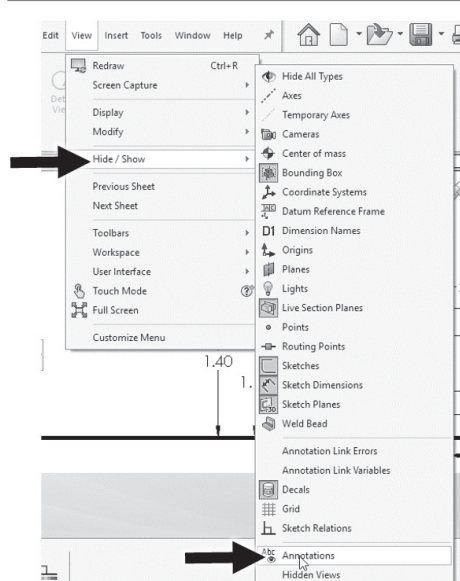 Edit View Insert Tools Window Help
Redraw Ctrl+R
Screen Capture
Display
Modify
Hide / Show
Previous Sheet
Next Sheet
Toolbars
Workspace
User Interface
Touch Mode
Full Screen
Customize Menu
Hide All Types
Axes
Temporary Axes
Cameras
Center of mass
Bounding Box
Coordinate Systems
Datum Reference Frame
D1 Dimension Names
Origins
Planes
Lights
Live Section Planes
Points
Routing Points
Sketches
Sketch Dimensions
Sketch Planes
Weld Bead
Annotation Link Errors
Annotation Link Variables
Decals
Grid
Sketch Relations
Abc Annotations
Hidden Views
1.40
1.